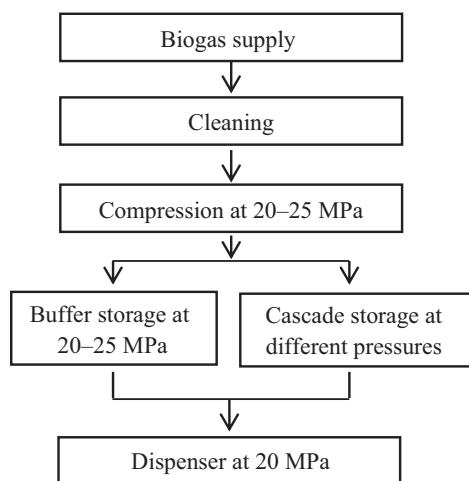 Biogas supply
Cleaning
Compression at 20–25 MPa
Buffer storage at
20–25 MPa
Cascade storage at
different pressures
Dispenser at 20 MPa